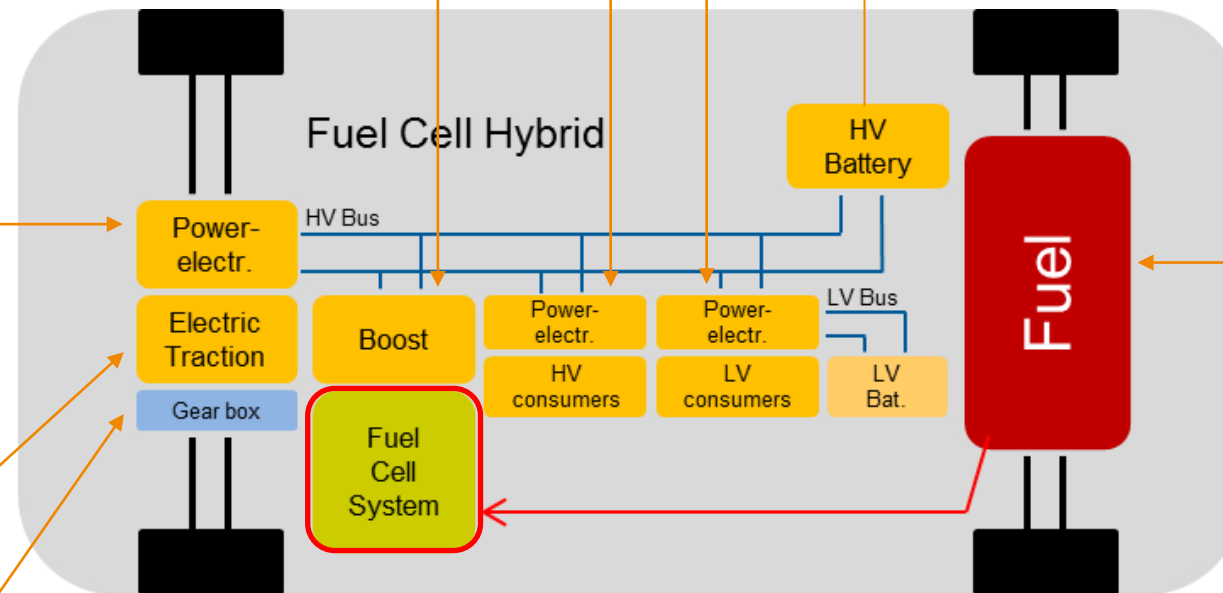 Fuel Cell Hybrid
HV
Battery
Power-
electr.
HV Bus
Fuel
Electric
Traction
Boost
Power-
electr.
Power-
electr.
LV Bus
HV
consumers
LV
consumers
LV
Bat.
Gear box
Fuel
Cell
System